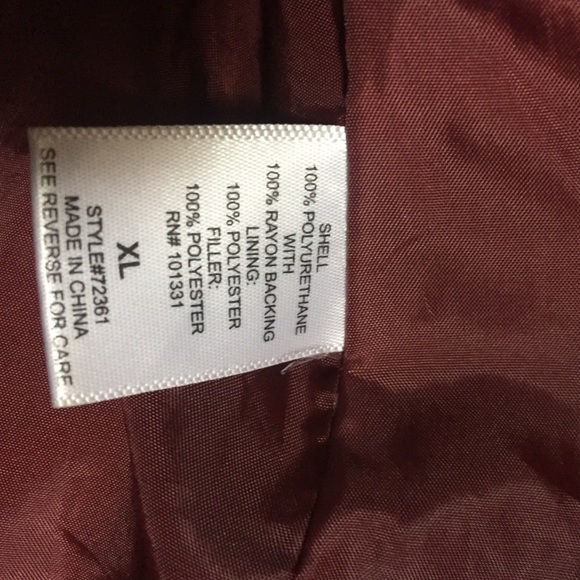 SHELL
100% POLYURETHANE
WITH
100% RAYON BACKING
LINING:
100% POLYESTER
FILLER:
100% POLYESTER
RN# 101331
XL
STYLE#72361
MADE IN CHINA
SEE REVERSE FOR CARE